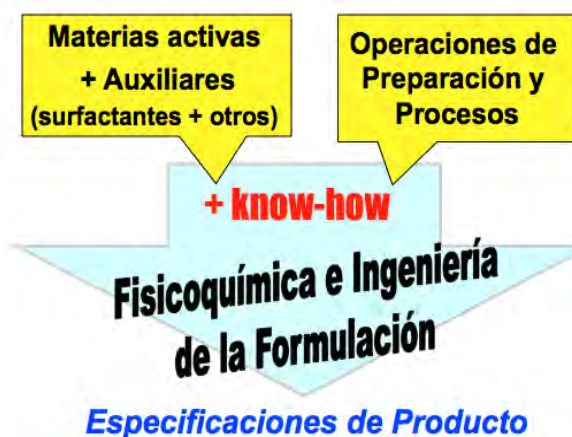 Materias activas
+ Auxiliares
(surfactantes + otros)
Operaciones de
Preparación y
Procesos
+ know-how
Fisicoquímica e Ingeniería
de la Formulación
Especificaciones de Producto